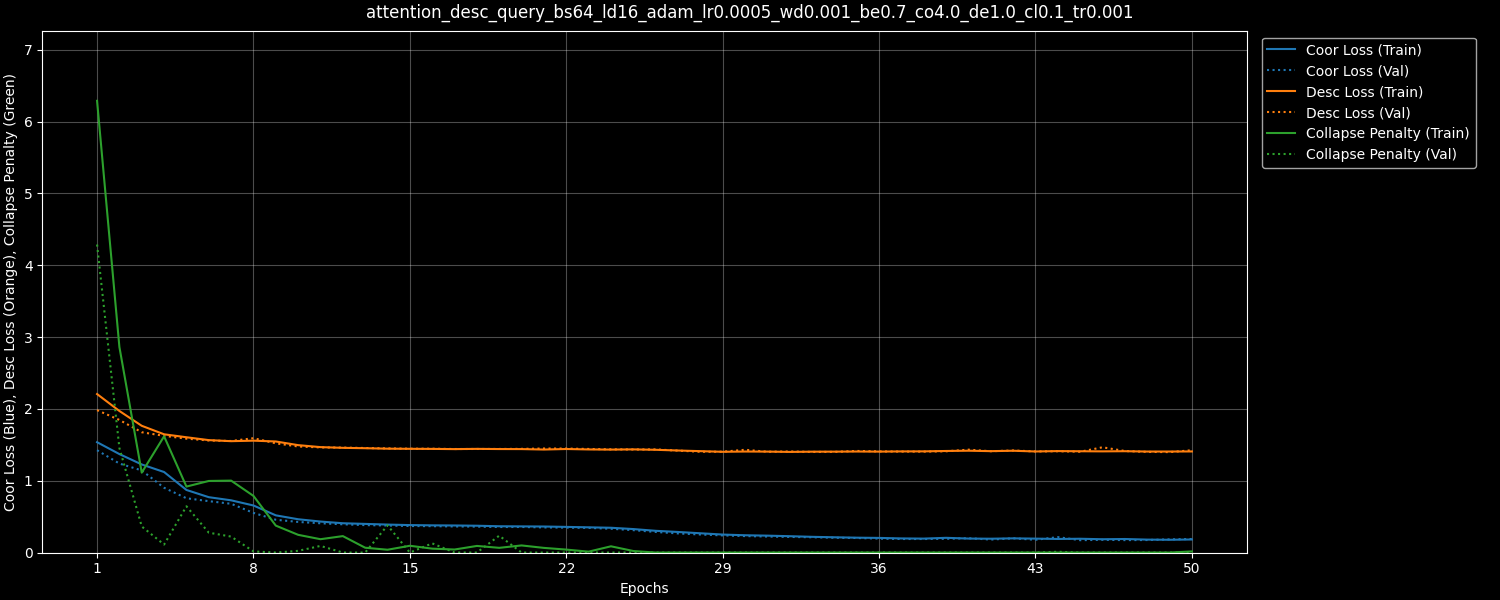 attention_desc_query_bs64_ld16_adam_lr0.0005_wd0.001_be0.7_co4.0_de1.0_cl0.1_tr0.001
Coor Loss (Blue), Desc Loss (Orange), Collapse Penalty (Green)
7
6
5
4
3
2
1
0
1
8
15
22
29
36
43
50
Epochs
Coor Loss (Train)
Coor Loss (Val)
Desc Loss (Train)
Desc Loss (Val)
Collapse Penalty (Train)
Collapse Penalty (Val)